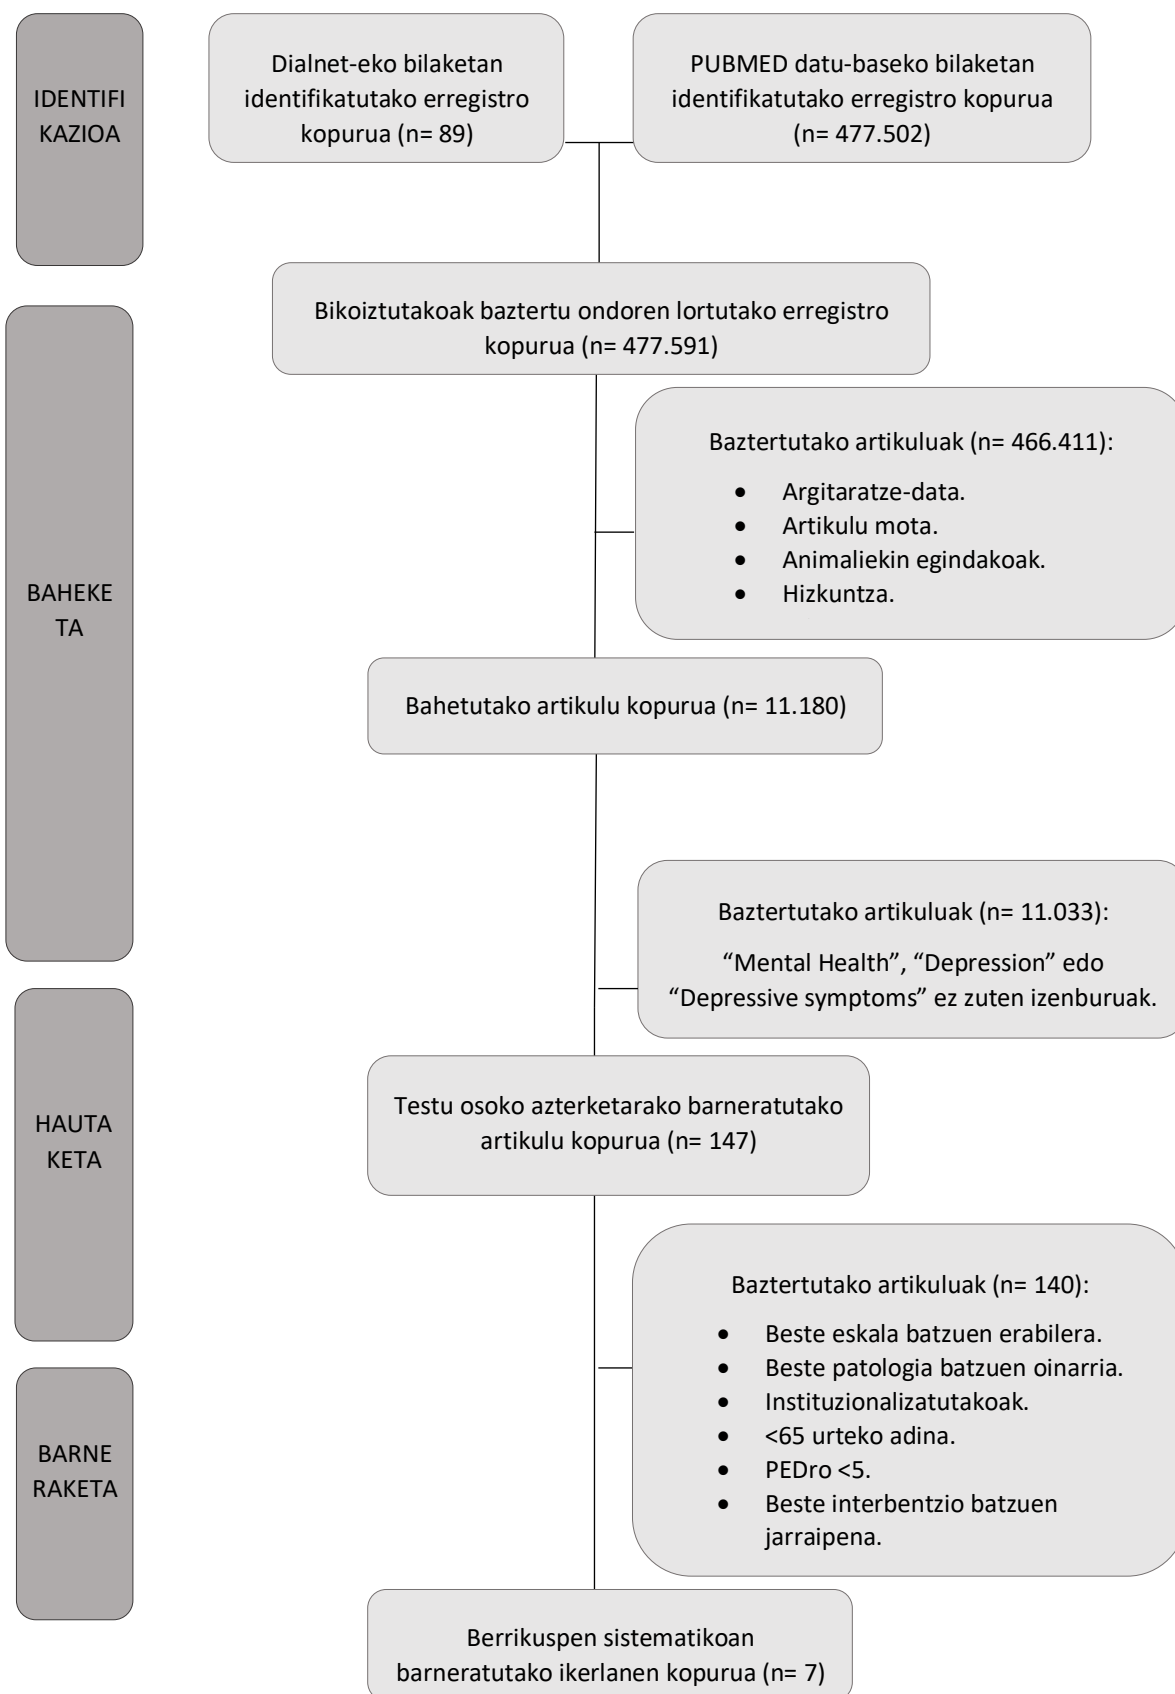 IDENTIFI
KAZIOA
Dialnet-eko bilaketan
identifikatutako erregistro
kopurua (n= 89)
PUBMED datu-baseko bilaketan
identifikatutako erregistro kopurua
(n= 477.502)
Bikoiztutakoak baztertu ondoren lortutako erregistro
kopurua (n= 477.591)
BAHEKE
TA
Baztertutako artikuluak (n= 466.411):
• Argitaratze-data.
• Artikulu mota.
• Animaliekin egindakoak.
• Hizkuntza.
Bahetutako artikulu kopurua (n= 11.180)
Baztertutako artikuluak (n= 11.033):
“Mental Health”, “Depression” edo
“Depressive symptoms” ez zuten izenburuak.
HAUTA
KETA
Testu osoko azterketarako barneratutako
artikulu kopurua (n= 147)
Baztertutako artikuluak (n= 140):
• Beste eskala batzuen erabilera.
• Beste patologia batzuen oinarria.
• Instituzionalizatutakoak.
• <65 urteko adina.
• PEDro <5.
• Beste interbentzio batzuen
jarraipena.
BARNE
RAKETA
Berrikuspen sistematikoan
barneratutako ikerlanen kopurua (n= 7)